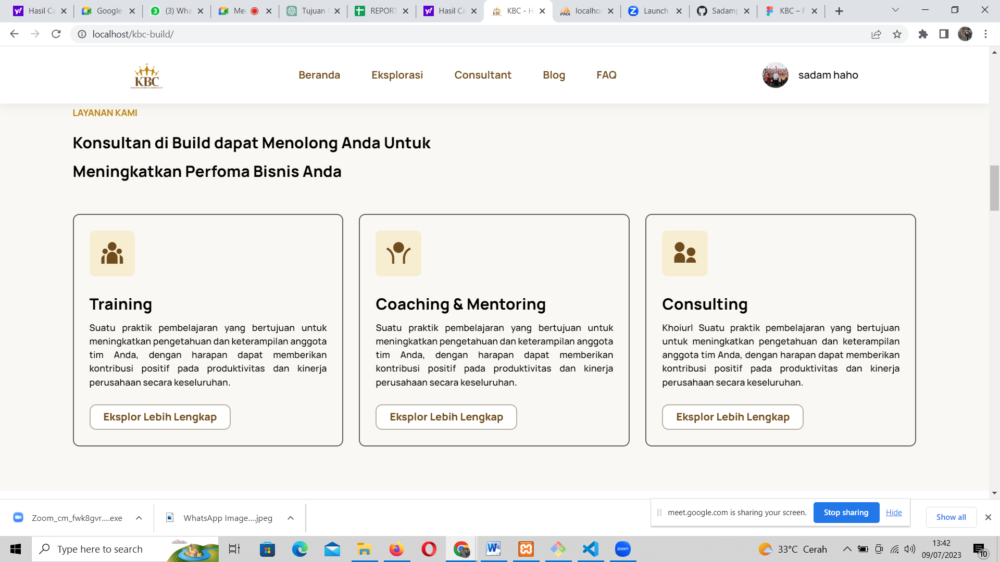 Hasil Ca
Google
(3) Wha
Mee
Tujuan
REPORT
Hasil Ca
KBC - H
localhos
Launch
Sadamp
KBC – F
localhost/kbc-build/
KBC
Beranda
Eksplorasi
Consultant
Blog
FAQ
sadam haho
LAYANAN KAMI
Konsultan di Build dapat Menolong Anda Untuk
Meningkatkan Perfoma Bisnis Anda
Training
Suatu praktik pembelajaran yang bertujuan untuk
meningkatkan pengetahuan dan keterampilan anggota
tim Anda, dengan harapan dapat memberikan
kontribusi positif pada produktivitas dan kinerja
perusahaan secara keseluruhan.
Eksplor Lebih Lengkap
Coaching & Mentoring
Suatu praktik pembelajaran yang bertujuan untuk
meningkatkan pengetahuan dan keterampilan anggota
tim Anda, dengan harapan dapat memberikan
kontribusi positif pada produktivitas dan kinerja
perusahaan secara keseluruhan.
Eksplor Lebih Lengkap
Consulting
Khoiurl Suatu praktik pembelajaran yang bertujuan
untuk meningkatkan pengetahuan dan keterampilan
anggota tim Anda, dengan harapan dapat memberikan
kontribusi positif pada produktivitas dan kinerja
perusahaan secara keseluruhan.
Eksplor Lebih Lengkap
Zoom_cm_fwk8gvr....exe
WhatsApp Image....jpeg
meet.google.com is sharing your screen.
Stop sharing
Hide
Show all
Type here to search
zoom
33°C Cerah
13:42
09/07/2023
10